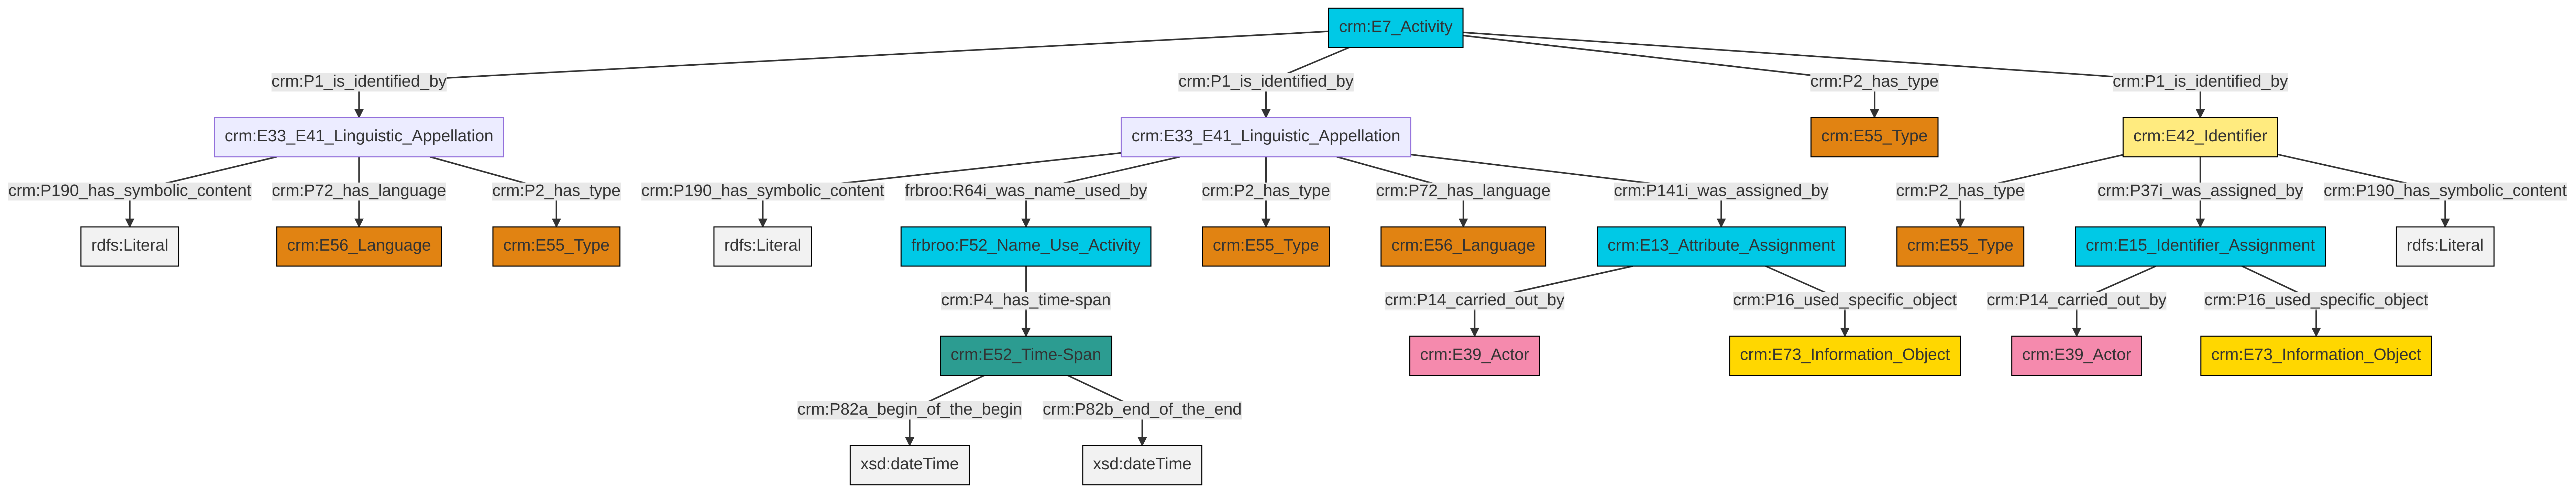 crm:E7_Activity
crm:P1_is_identified_by
crm:P1_is_identified_by
crm:P2_has_type
crm:P1_is_identified_by
crm:E33_E41_Linguistic_Appellation
crm:E33_E41_Linguistic_Appellation
crm:E55_Type
crm:E42_Identifier
crm:P190_has_symbolic_content
crm:P72_has_language
crm:P2_has_type
crm:P190_has_symbolic_content
frbroo:R64i_was_name_used_by
crm:P2_has_type
crm:P72_has_language
crm:P141i_was_assigned_by
crm:P2_has_type
crm:P37i_was_assigned_by
crm:P190_has_symbolic_content
rdfs:Literal
crm:E56_Language
crm:E55_Type
rdfs:Literal
frbroo:F52_Name_Use_Activity
crm:E55_Type
crm:E56_Language
crm:E13_Attribute_Assignment
crm:E55_Type
crm:E15_Identifier_Assignment
rdfs:Literal
crm:P4_has_time-span
crm:P14_carried_out_by
crm:P16_used_specific_object
crm:P14_carried_out_by
crm:P16_used_specific_object
crm:E52_Time-Span
crm:E39_Actor
crm:E73_Information_Object
crm:E39_Actor
crm:E73_Information_Object
crm:P82a_begin_of_the_begin
crm:P82b_end_of_the_end
xsd:dateTime
xsd:dateTime